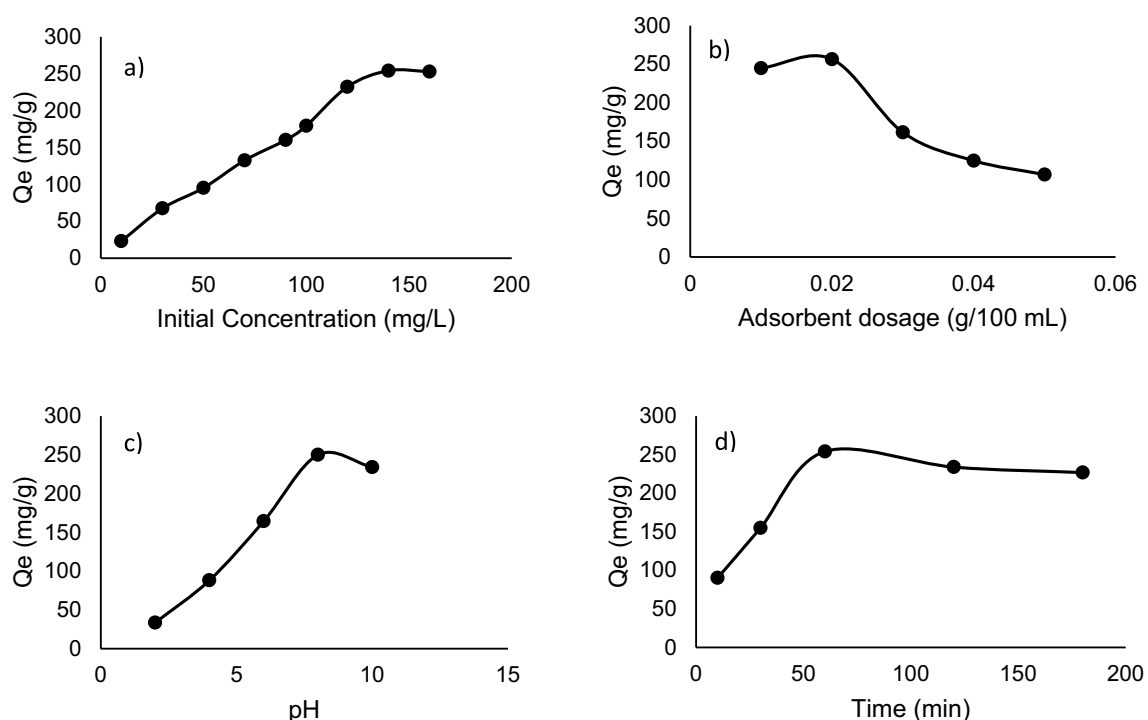 a)
Qe (mg/g)
300
250
200
150
100
50
0
0 50 100 150 200
Initial Concentration (mg/L)
b)
Qe (mg/g)
300
250
200
150
100
50
0
0 0.02 0.04 0.06
Adsorbent dosage (g/100 mL)
c)
Qe (mg/g)
300
250
200
150
100
50
0
0 5 10 15
pH
d)
Qe (mg/g)
300
250
200
150
100
50
0
0 50 100 150 200
Time (min)